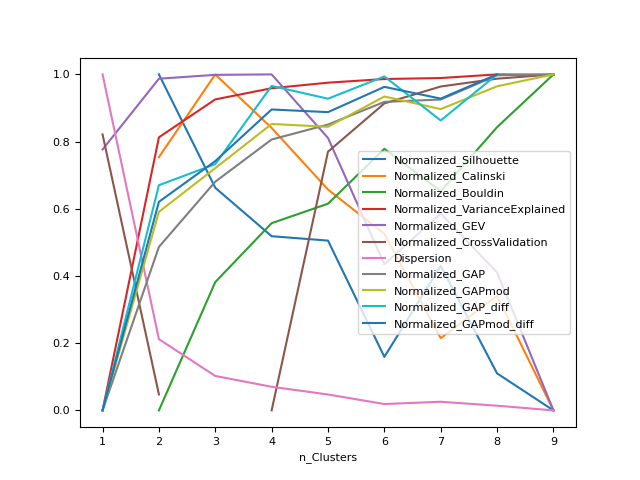 1.0
0.8
0.6
0.4
0.2
0.0
Normalized_Silhouette
Normalized_Calinski
Normalized_Bouldin
Normalized_VarianceExplained
Normalized_GEV
Normalized_CrossValidation
Dispersion
Normalized_GAP
Normalized_GAPmod
Normalized_GAP_diff
Normalized_GAPmod_diff
1 2 3 4 5 6 7 8 9
n_Clusters